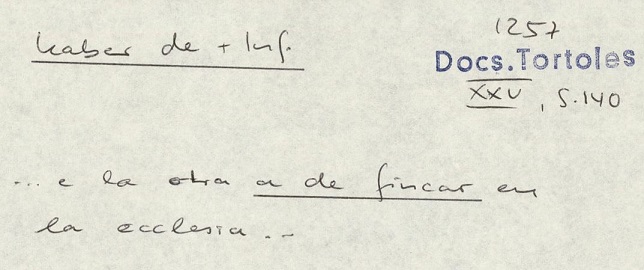 haber de + Inf.
1257
Docs.Tortoles
XXV, S.140
... e la otra a de fincar en
la ecclesia ...